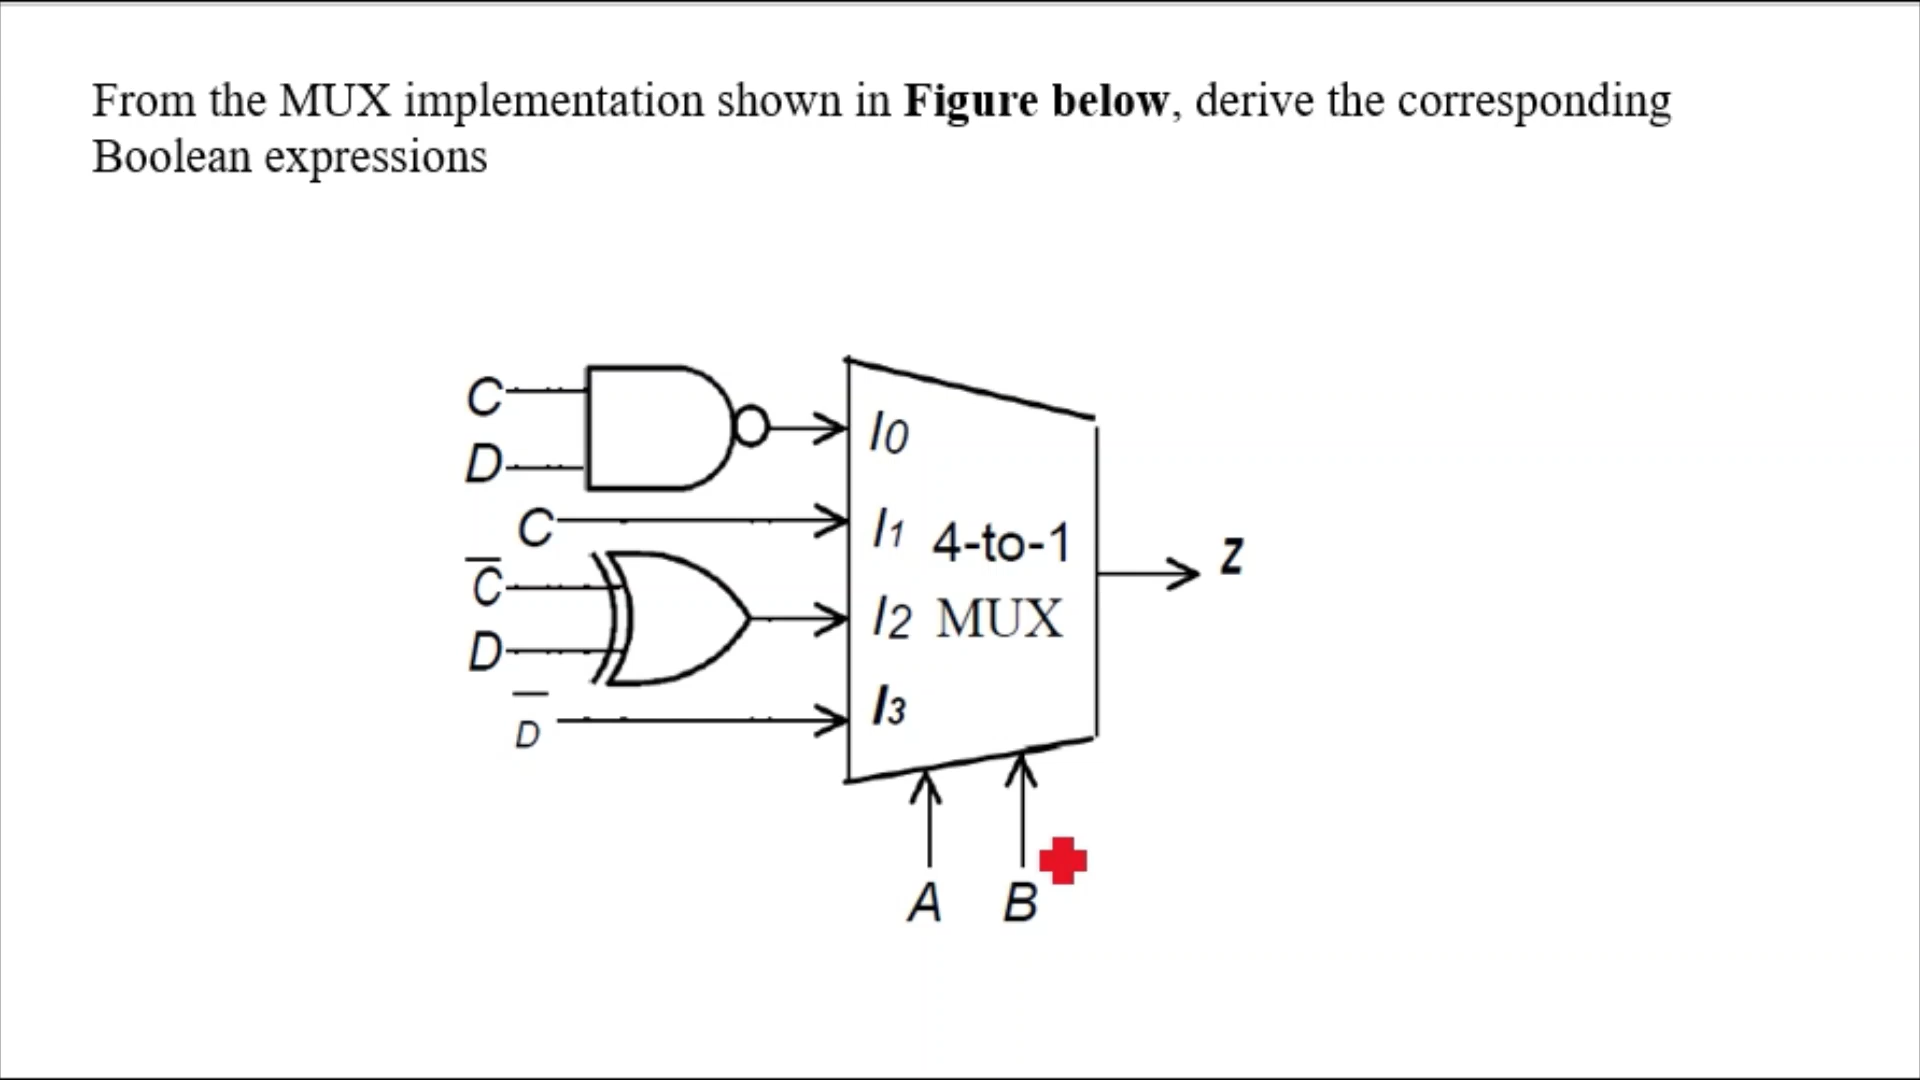 From the MUX implementation shown in Figure below, derive the corresponding
Boolean expressions
C
D
I0
C
I1
4-to-1
Z
C̅
D
I2
MUX
D̅
I3
A
B